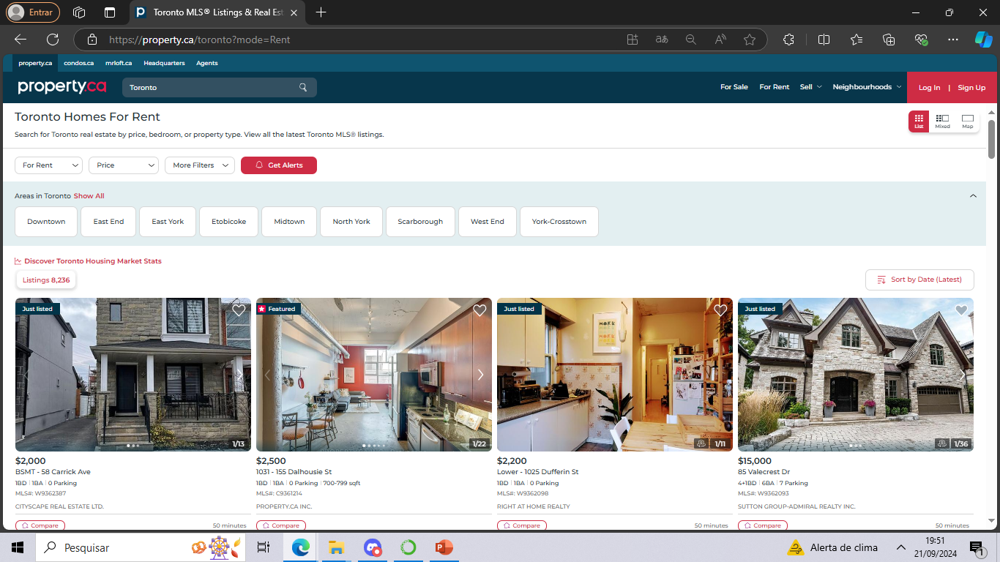 Entrar
Toronto MLS® Listings & Real Est
https://property.ca/toronto?mode=Rent
property.ca condos.ca mrloft.ca Headquarters Agents
property.ca Toronto For Sale For Rent Sell Neighbourhoods Log In | Sign Up
Toronto Homes For Rent
List Mixed Map
Search for Toronto real estate by price, bedroom, or property type. View all the latest Toronto MLS® listings.
For Rent Price More Filters Get Alerts
Areas in Toronto Show All
Downtown East End East York Etobicoke Midtown North York Scarborough West End York-Crosstown
Discover Toronto Housing Market Stats
Listings 8,236 Sort by Date (Latest)
Just listed Featured Just listed Just listed
1/13 1/22 1/11 1/36
$2,000 $2,500 $2,200 $15,000
BSMT - 58 Carrick Ave 1031 - 155 Dalhousie St Lower - 1025 Dufferin St 85 Valecrest Dr
1BD | 1BA | 0 Parking 1BD | 1BA | 0 Parking | 700-799 sqft 1BD | 1BA | 0 Parking 4+1BD | 6BA | 7 Parking
MLS#: W9362387 MLS#: C9361214 MLS#: W9362098 MLS#: W9362093
CITYSCAPE REAL ESTATE LTD. PROPERTY.CA INC. RIGHT AT HOME REALTY SUTTON GROUP-ADMIRAL REALTY INC.
Compare 50 minutes Compare Compare 50 minutes Compare 50 minutes
Pesquisar Alerta de clima 19:51
21/09/2024 1